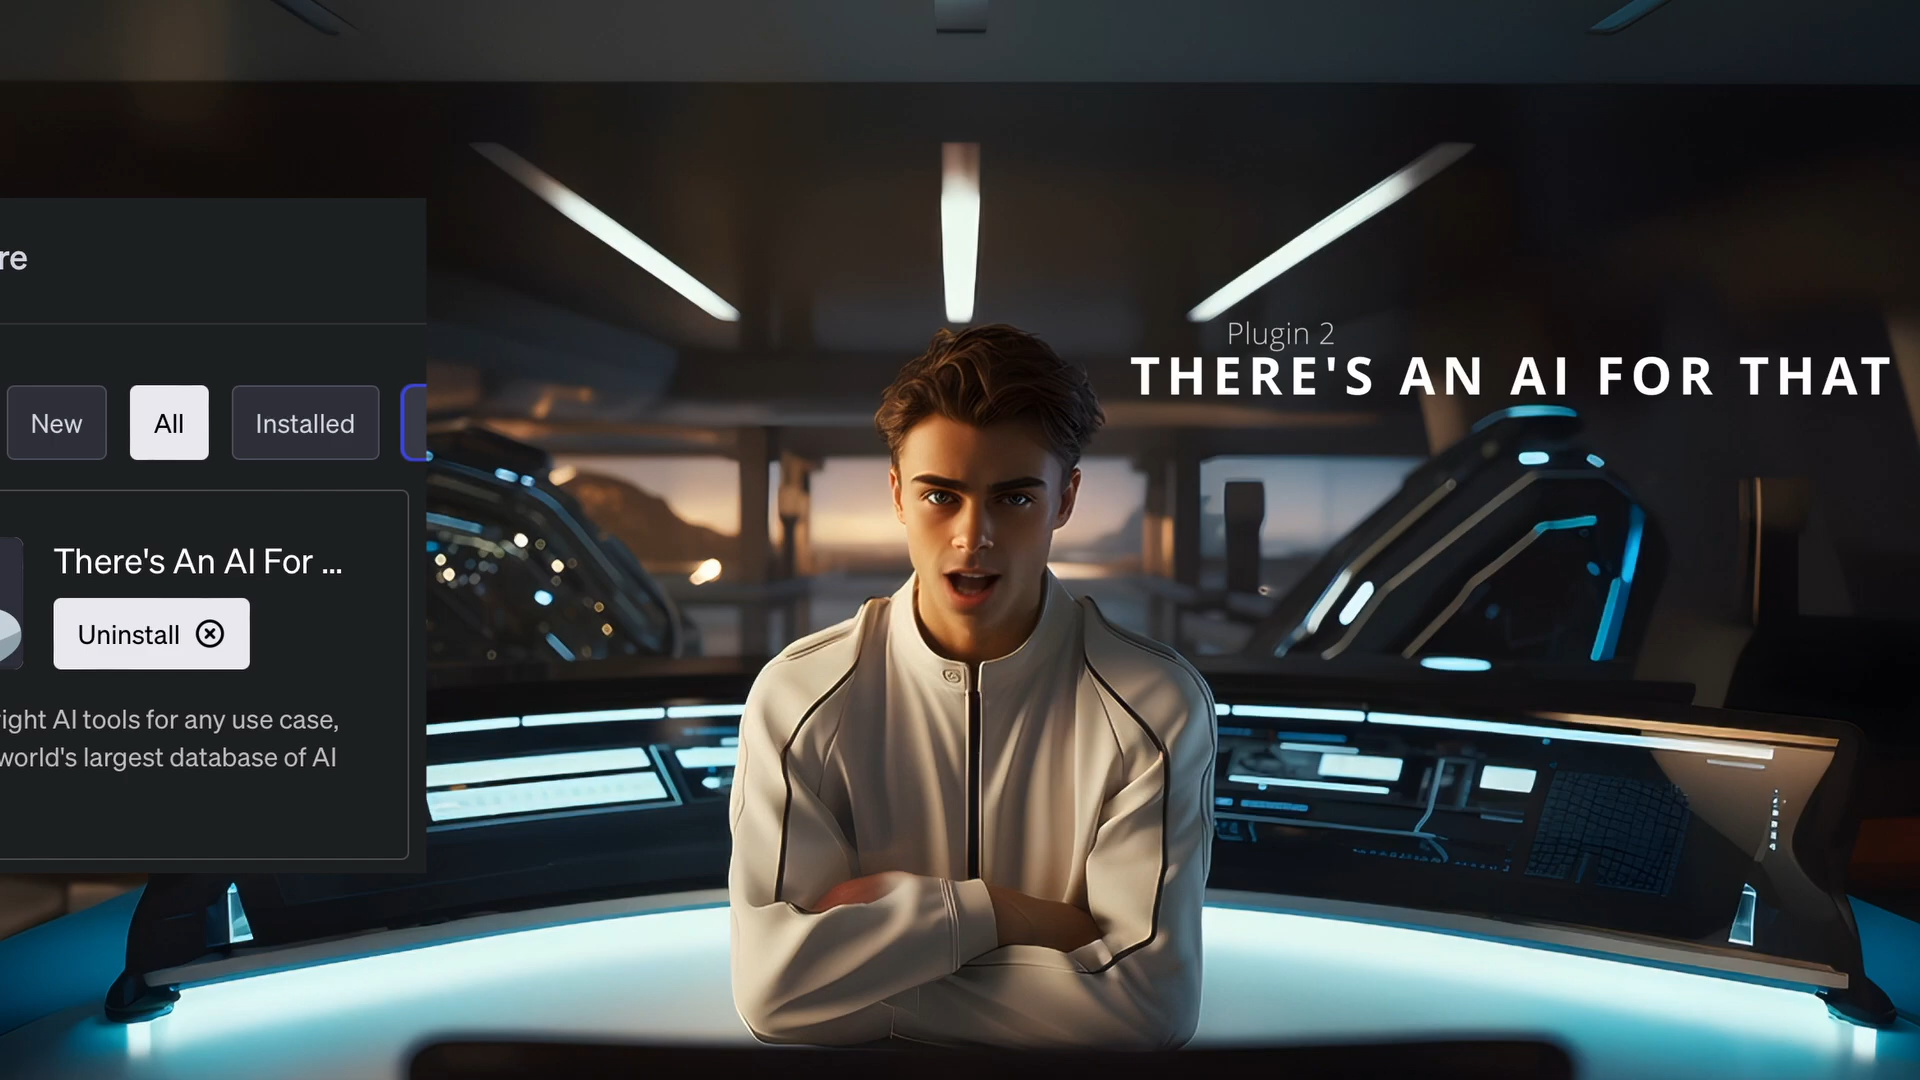 re
New
All
Installed
There's An AI For ...
Uninstall
ight AI tools for any use case,
world's largest database of AI
Plugin 2
THERE'S AN AI FOR THAT